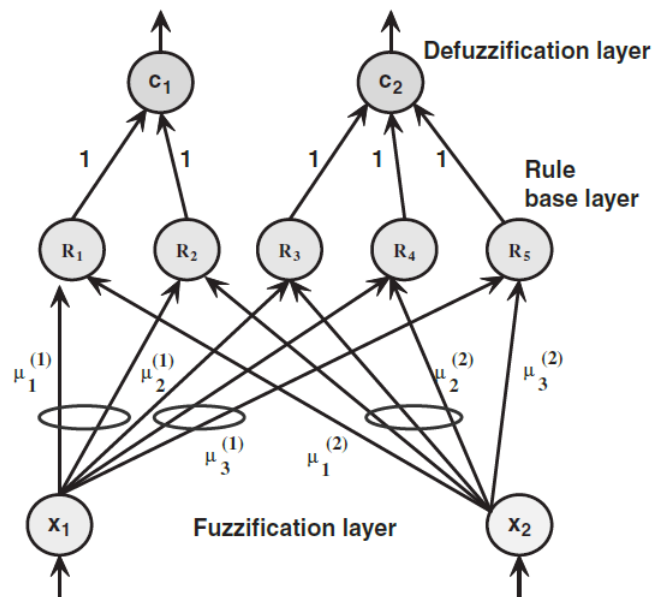 c₁
c₂
Defuzzification layer
1
1
1
1
1
Rule
base layer
R₁
R₂
R₃
R₄
R₅
μ₁⁽¹⁾
μ₂⁽¹⁾
μ₂⁽²⁾
μ₃⁽²⁾
μ₃⁽¹⁾
μ₁⁽²⁾
x₁
Fuzzification layer
x₂